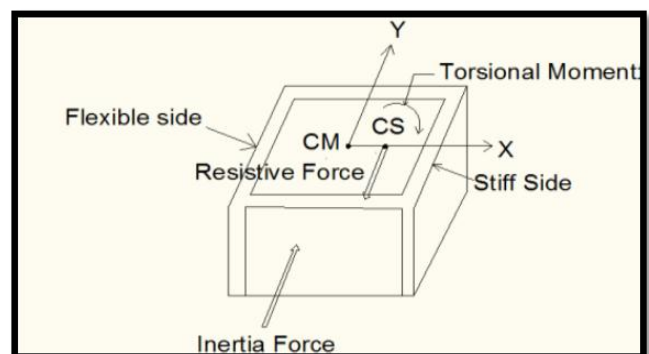 Y
Torsional Moment:
Flexible side
CM
CS
X
Resistive Force
Stiff Side
Inertia Force